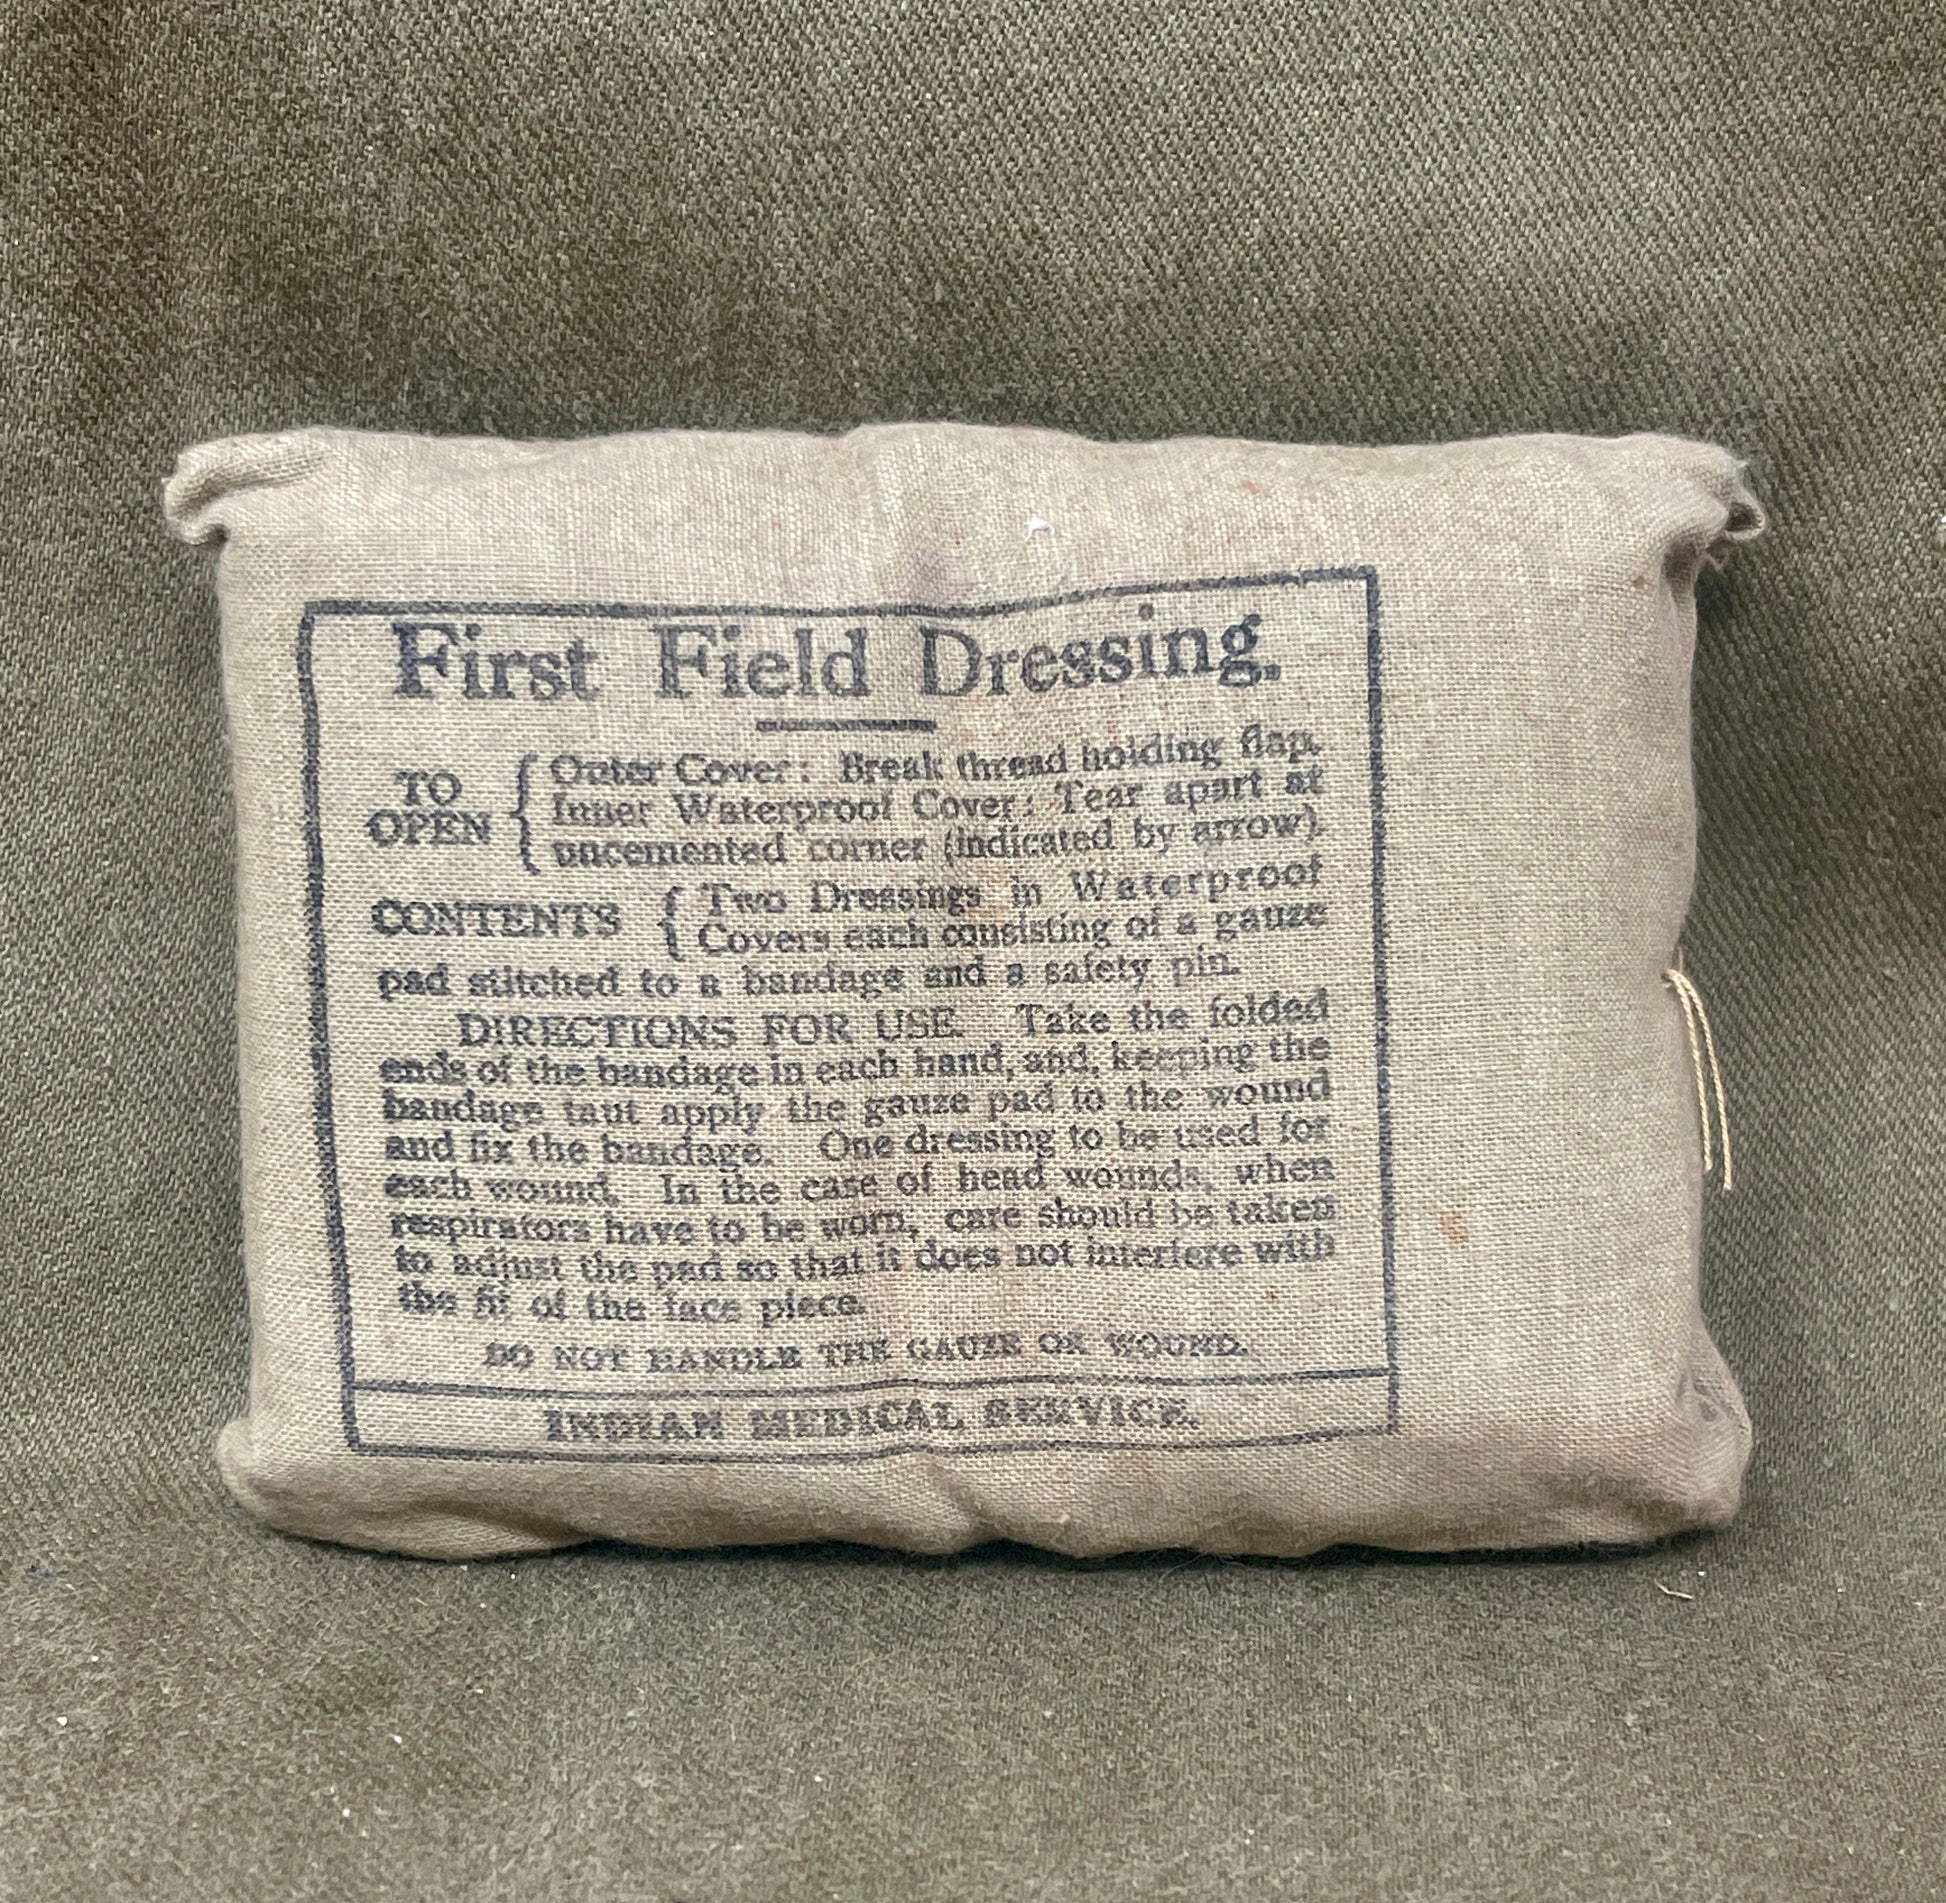 First Field Dressing.
TO OPEN { Outer Cover: Break thread holding flap.
Inner Waterproof Cover: Tear apart at
uncemented corner (indicated by arrow).
CONTENTS { Two Dressings in Waterproof
Covers each consisting of a gauze
pad stitched to a bandage and a safety pin.
DIRECTIONS FOR USE. Take the folded
ends of the bandage in each hand, and, keeping the
bandage taut apply the gauze pad to the wound
and fix the bandage. One dressing to be used for
each wound. In the case of head wounds, when
respirators have to be worn, care should be taken
to adjust the pad so that it does not interfere with
the fit of the face piece.
DO NOT HANDLE THE GAUZE OR WOUND.
INDIAN MEDICAL SERVICE.